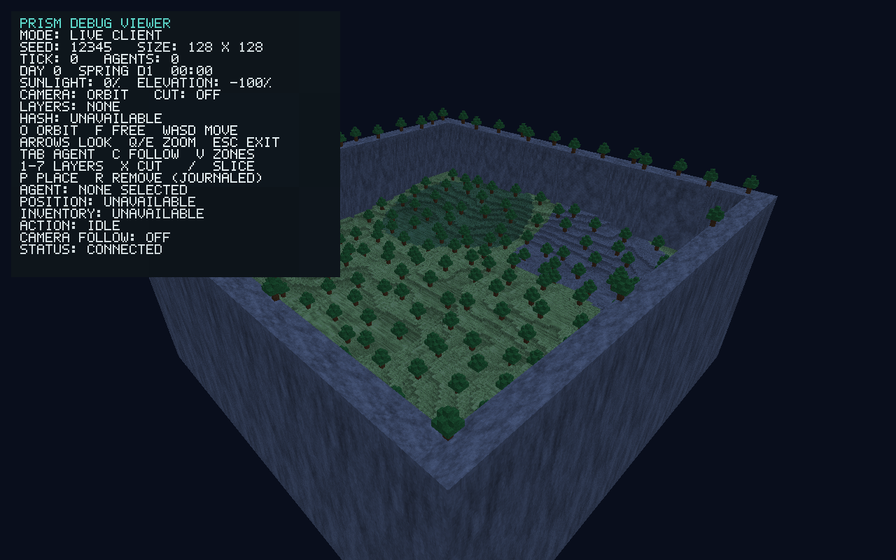 PRISM DEBUG VIEWER
MODE: LIVE CLIENT
SEED: 12345   SIZE: 128 X 128
TICK: 0   AGENTS: 0
DAY 0  SPRING D1  00:00
SUNLIGHT: 0%  ELEVATION: -100%
CAMERA: ORBIT   CUT: OFF
LAYERS: NONE
HASH: UNAVAILABLE
O ORBIT  F FREE  WASD MOVE
ARROWS LOOK  Q/E ZOOM  ESC EXIT
TAB AGENT  C FOLLOW  V ZONES
1-7 LAYERS  X CUT  /  SLICE
P PLACE  R REMOVE (JOURNALED)
AGENT: NONE SELECTED
POSITION: UNAVAILABLE
INVENTORY: UNAVAILABLE
ACTION: IDLE
CAMERA FOLLOW: OFF
STATUS: CONNECTED